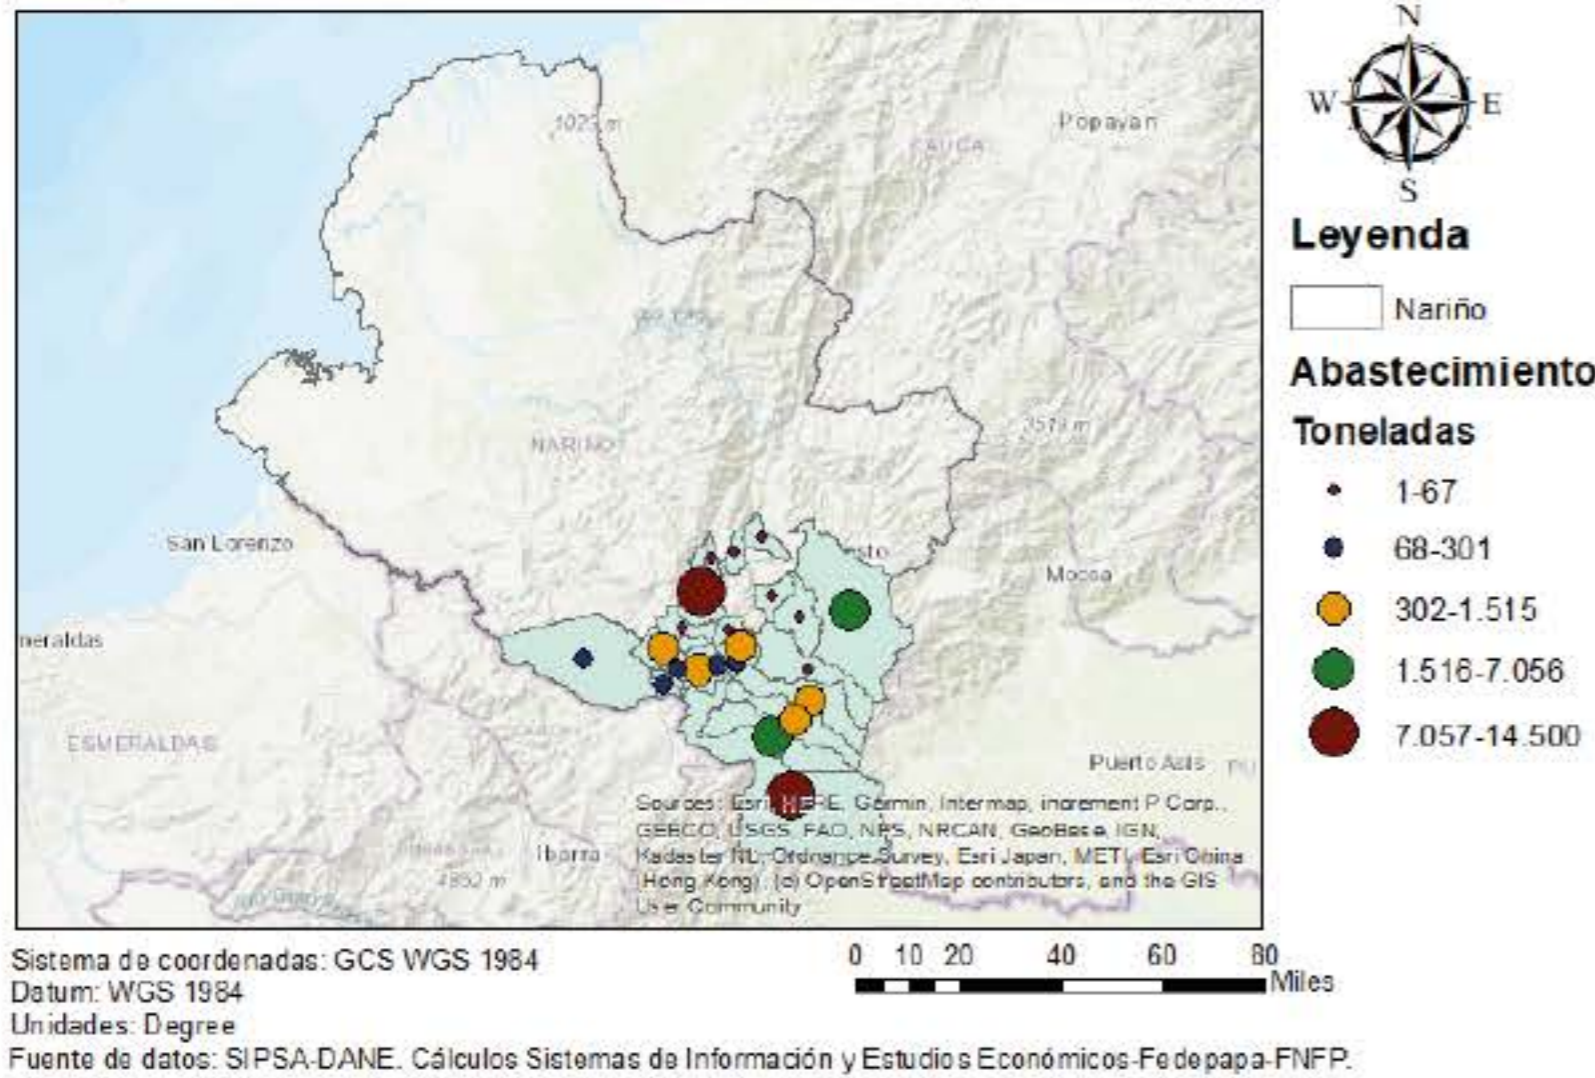 N
W
E
S
Leyenda
Nariño
Abastecimiento
Toneladas
1-67
68-301
302-1.515
1.516-7.056
7.057-14.500
1023 m
Popayan
CAUCA
3519 m
NARIÑO
San Lorenzo
sto
Mocoa
neraldas
ESMERALDAS
Puerto Asis
PU
Ibarra
Sources: Esri, HERE, Garmin, Intermap, increment P Corp.,
GEBCO, USGS, FAO, NPS, NRCAN, GeoBase, IGN,
Kadaster NL, Ordnance Survey, Esri Japan, METI, Esri China
(Hong Kong), (c) OpenStreetMap contributors, and the GIS
User Community
Sistema de coordenadas: GCS WGS 1984
Datum: WGS 1984
Unidades: Degree
Fuente de datos: SIPSA-DANE. Cálculos Sistemas de Información y Estudios Económicos-Fedepapa-FNFP.
0 10 20 40 60 80
Miles